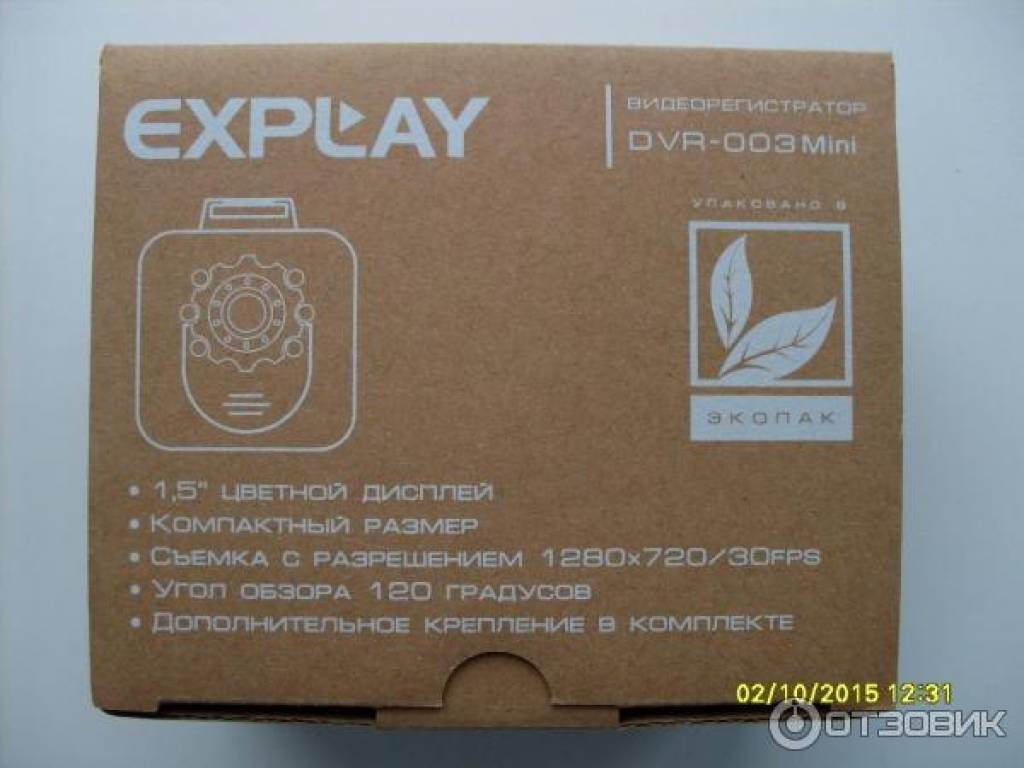 EXPLAY
ВИДЕОРЕГИСТРАТОР
DVR-003 Mini
УПАКОВАНО В
ЭКОПАК
• 1,5" ЦВЕТНОЙ ДИСПЛЕЙ
• КОМПАКТНЫЙ РАЗМЕР
• СЪЕМКА С РАЗРЕШЕНИЕМ 1280x720/30FPS
• УГОЛ ОБЗОРА 120 ГРАДУСОВ
• ДОПОЛНИТЕЛЬНОЕ КРЕПЛЕНИЕ В КОМПЛЕКТЕ
02/10/2015 12:31
ОТЗОВИК